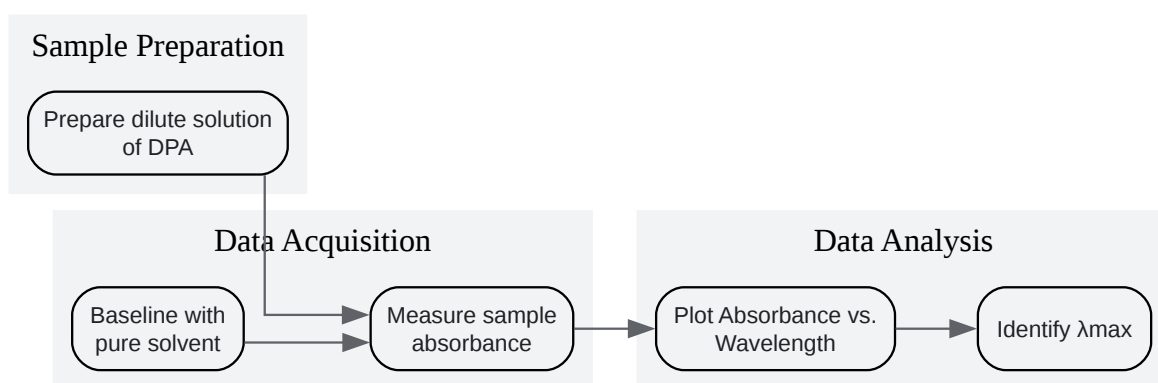 Sample Preparation
Prepare dilute solution
of DPA
Data Acquisition
Baseline with
pure solvent
Measure sample
absorbance
Data Analysis
Plot Absorbance vs.
Wavelength
Identify λmax